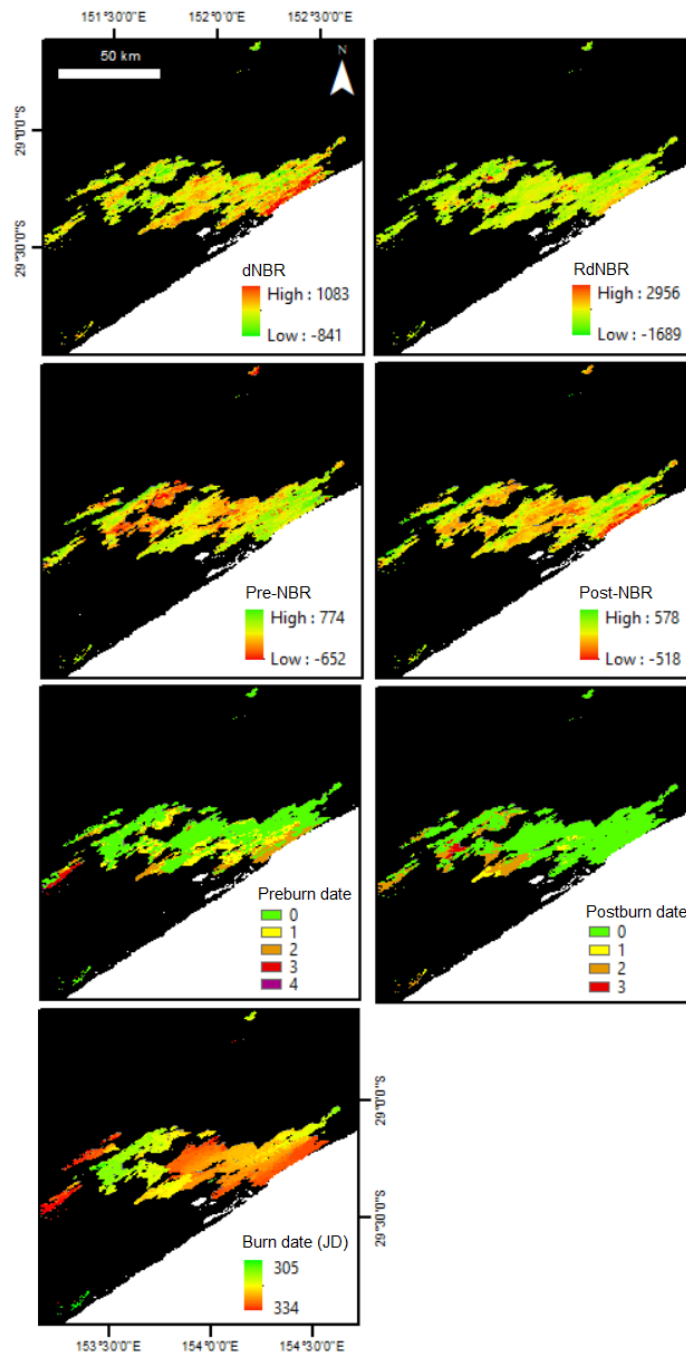 151°30'0"E 152°0'0"E 152°30'0"E
50 km
N
29°0'0"S
29°30'0"S
dNBR
High : 1083
Low : -841
RdNBR
High : 2956
Low : -1689
Pre-NBR
High : 774
Low : -652
Post-NBR
High : 578
Low : -518
Preburn date
0
1
2
3
4
Postburn date
0
1
2
3
29°0'0"S
29°30'0"S
Burn date (JD)
305
334
153°30'0"E 154°0'0"E 154°30'0"E